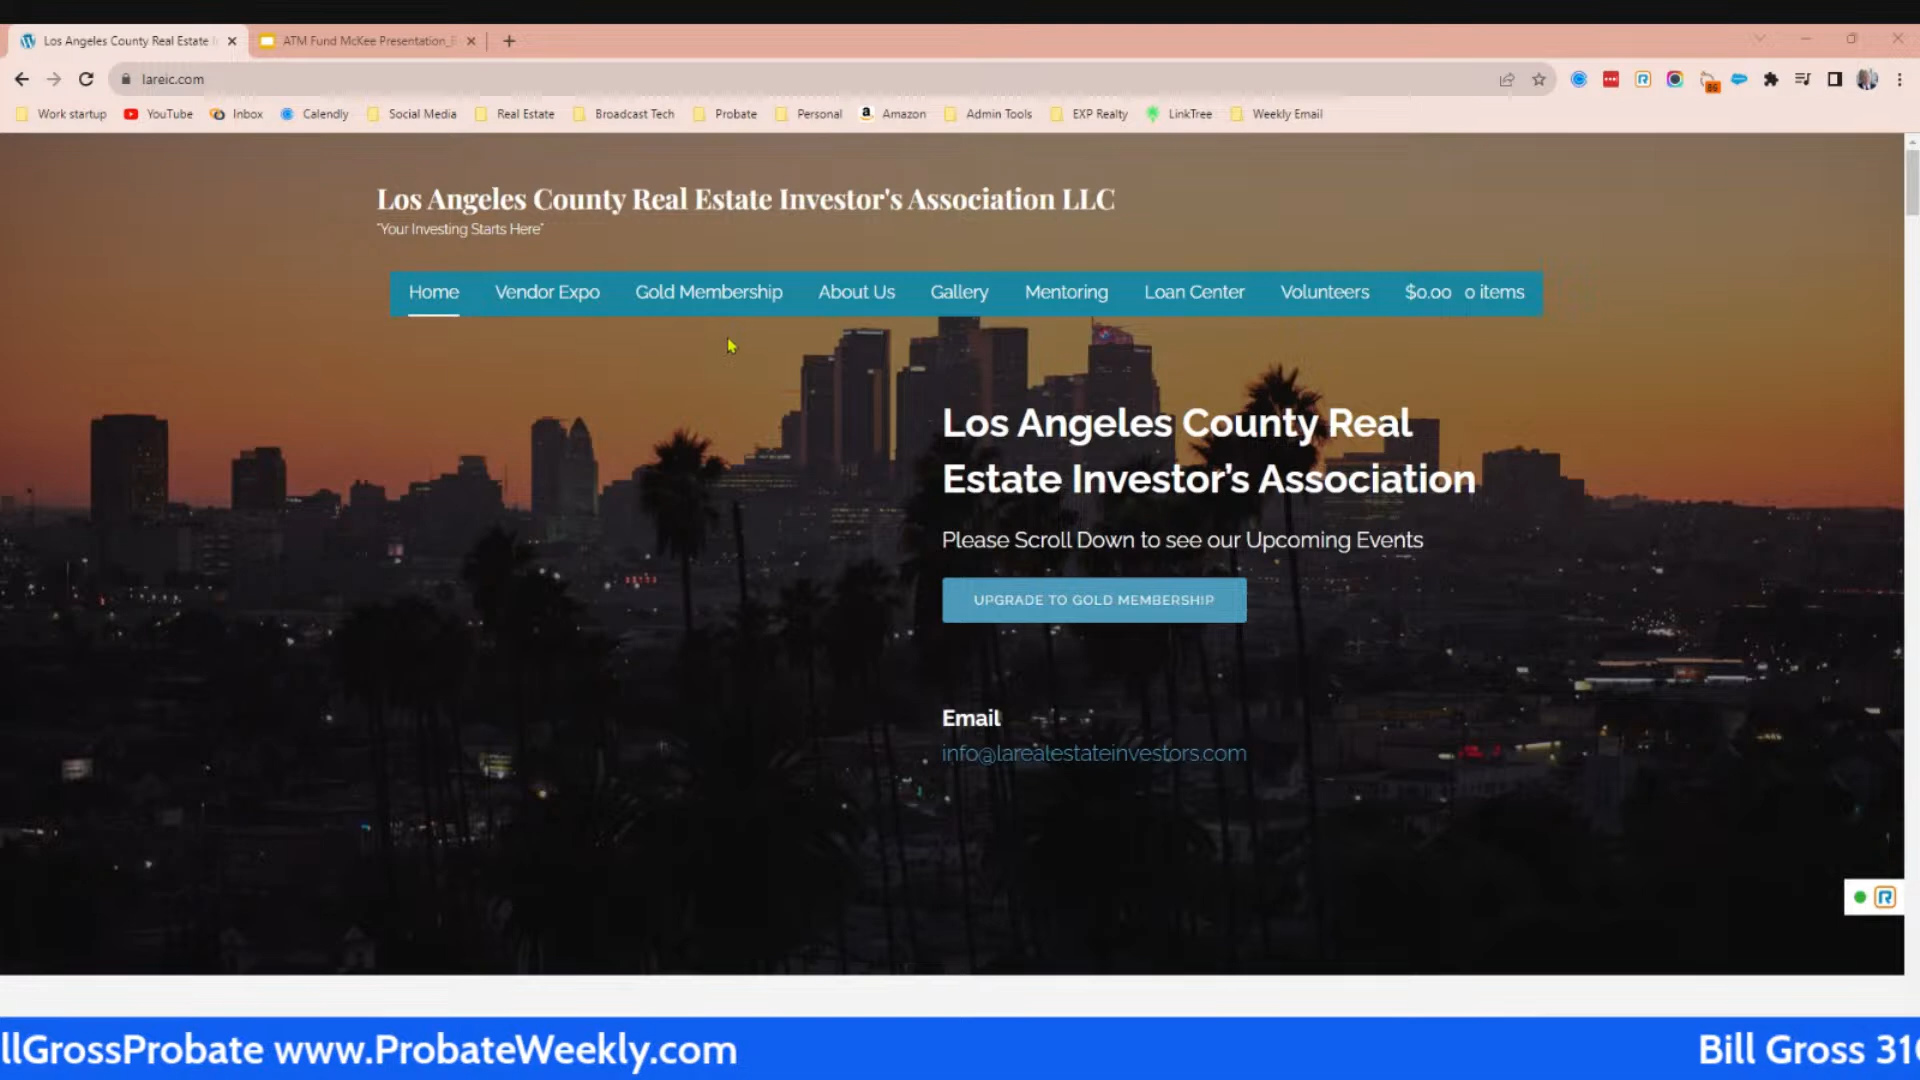 Los Angeles County Real Estate I
ATM Fund McKee Presentation_
lareic.com
Work startup
YouTube
Inbox
Calendly
Social Media
Real Estate
Broadcast Tech
Probate
Personal
Amazon
Admin Tools
EXP Realty
LinkTree
Weekly Email
Los Angeles County Real Estate Investor's Association LLC
"Your Investing Starts Here"
Home Vendor Expo Gold Membership About Us Gallery Mentoring Loan Center Volunteers $0.00 0 items
Los Angeles County Real
Estate Investor’s Association
Please Scroll Down to see our Upcoming Events
UPGRADE TO GOLD MEMBERSHIP
Email
info@larealestateinvestors.com
llGrossProbate www.ProbateWeekly.com
Bill Gross 310